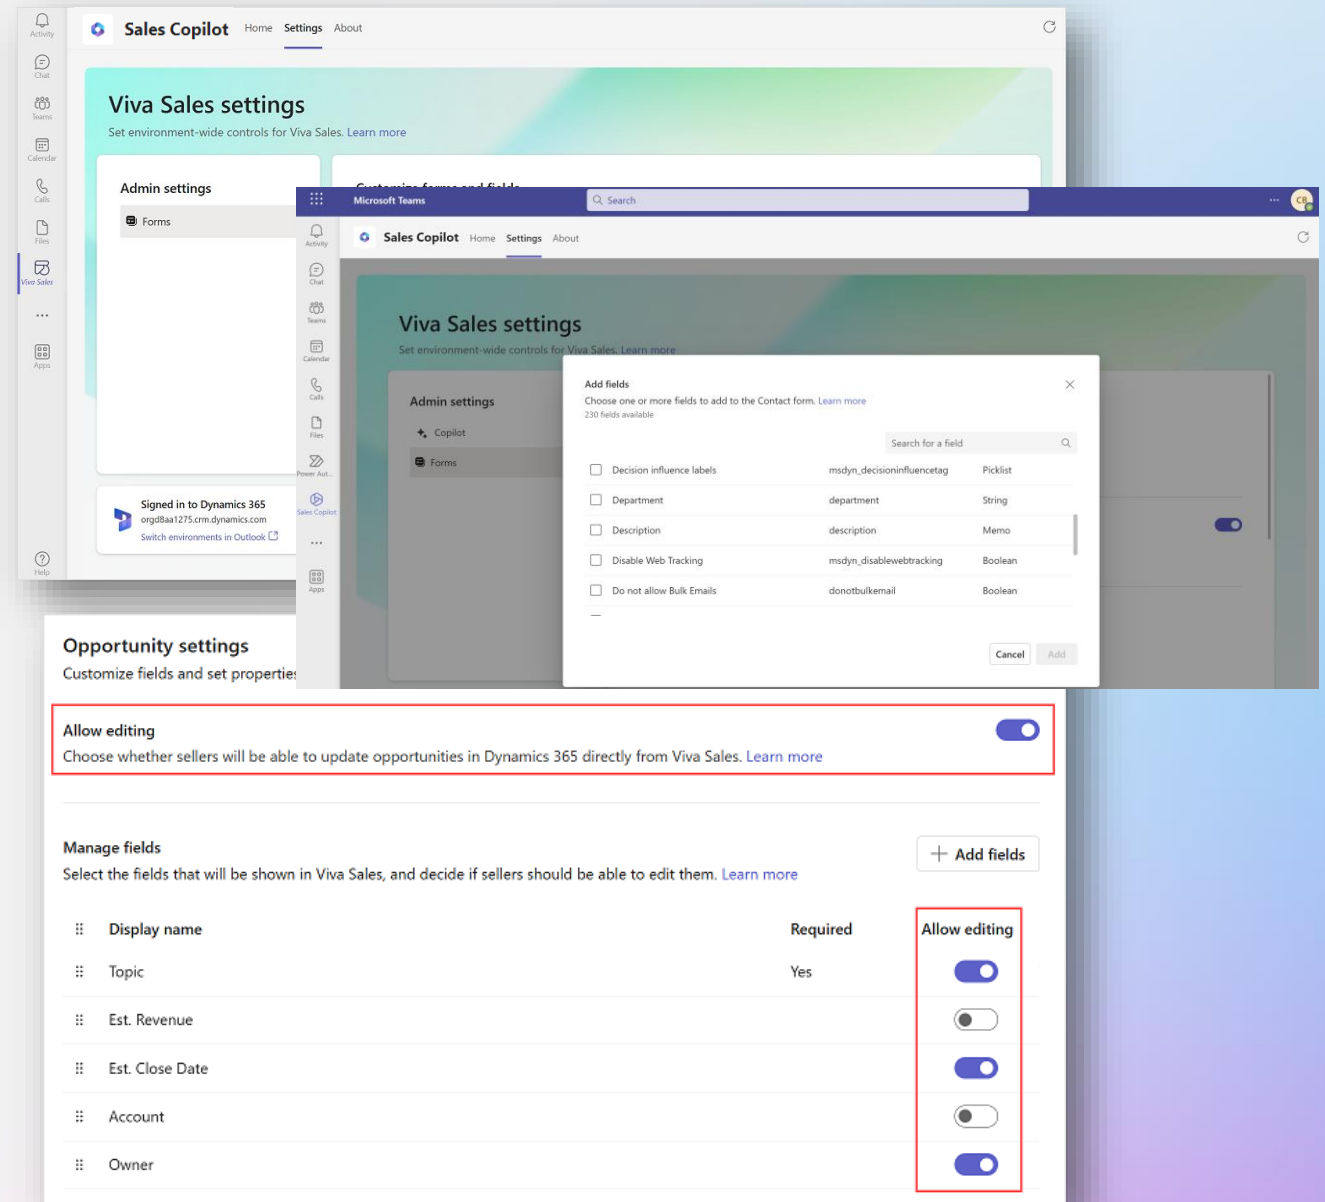 Activity
Chat
Teams
Calendar
Calls
Files
Viva Sales
...
Apps
Help
Sales Copilot
Home
Settings
About
Viva Sales settings
Set environment-wide controls for Viva Sales. Learn more
Admin settings
Forms
Customize forms and fields
Signed in to Dynamics 365
orgd8aa1275.crm.dynamics.com
Switch environments in Outlook
Microsoft Teams
Search
...
CB
Activity
Chat
Teams
Calendar
Calls
Files
Power Aut...
Sales Copilot
...
Apps
Sales Copilot
Home
Settings
About
Viva Sales settings
Set environment-wide controls for Viva Sales. Learn more
Admin settings
Copilot
Forms
Add fields
Choose one or more fields to add to the Contact form. Learn more
230 fields available
Search for a field
Decision influence labels msdyn_decisioninfluencetag Picklist
Department department String
Description description Memo
Disable Web Tracking msdyn_disablewebtracking Boolean
Do not allow Bulk Emails donotbulkemail Boolean
Cancel
Add
Opportunity settings
Customize fields and set properties
Allow editing
Choose whether sellers will be able to update opportunities in Dynamics 365 directly from Viva Sales. Learn more
Manage fields
Select the fields that will be shown in Viva Sales, and decide if sellers should be able to edit them. Learn more
+ Add fields
Display name Required Allow editing
Topic Yes
Est. Revenue
Est. Close Date
Account
Owner